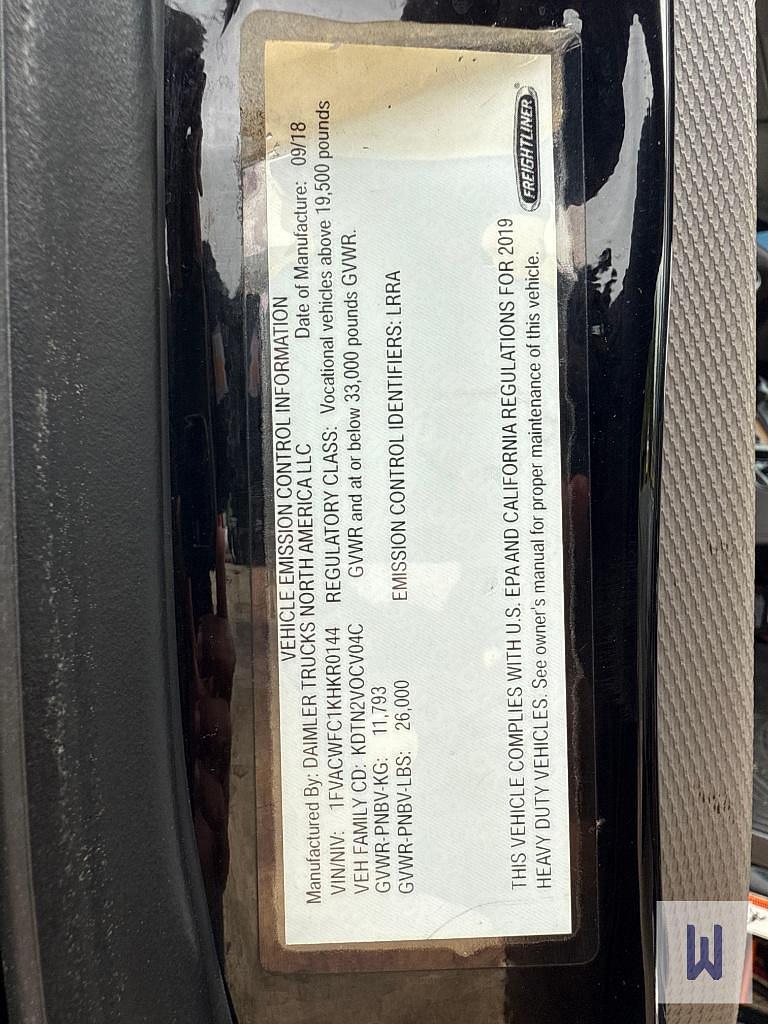 VEHICLE EMISSION CONTROL INFORMATION
Manufactured By: DAIMLER TRUCKS NORTH AMERICA LLC Date of Manufacture: 09/18
VIN/NIV: 1FVACWFC1KHKR0144 REGULATORY CLASS: Vocational vehicles above 19,500 pounds
VEH FAMILY CD: KDTN2VOCV04C GVWR and at or below 33,000 pounds GVWR.
GVWR-PNBV-KG: 11,793
GVWR-PNBV-LBS: 26,000 EMISSION CONTROL IDENTIFIERS: LRRA
THIS VEHICLE COMPLIES WITH U.S. EPA AND CALIFORNIA REGULATIONS FOR 2019
HEAVY DUTY VEHICLES. See owner's manual for proper maintenance of this vehicle.
FREIGHTLINER®
W